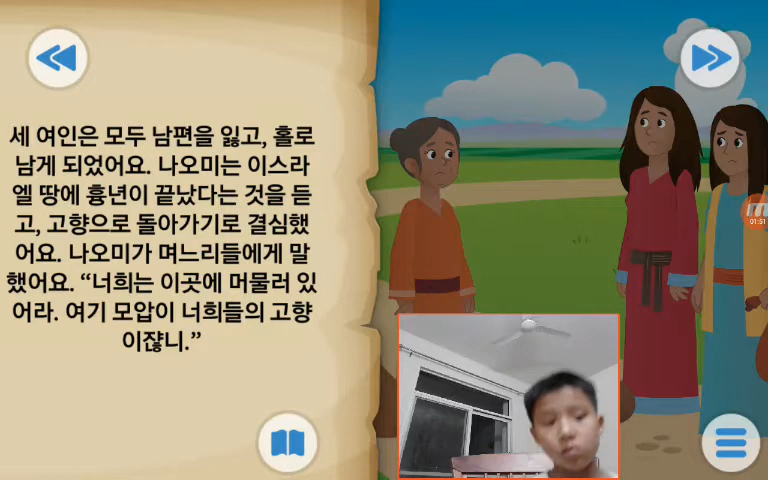 세 여인은 모두 남편을 잃고, 홀로
남게 되었어요. 나오미는 이스라
엘 땅에 흉년이 끝났다는 것을 듣
고, 고향으로 돌아가기로 결심했
어요. 나오미가 며느리들에게 말
했어요. “너희는 이곳에 머물러 있
어라. 여기 모압이 너희들의 고향
이쟎니.”
01:51